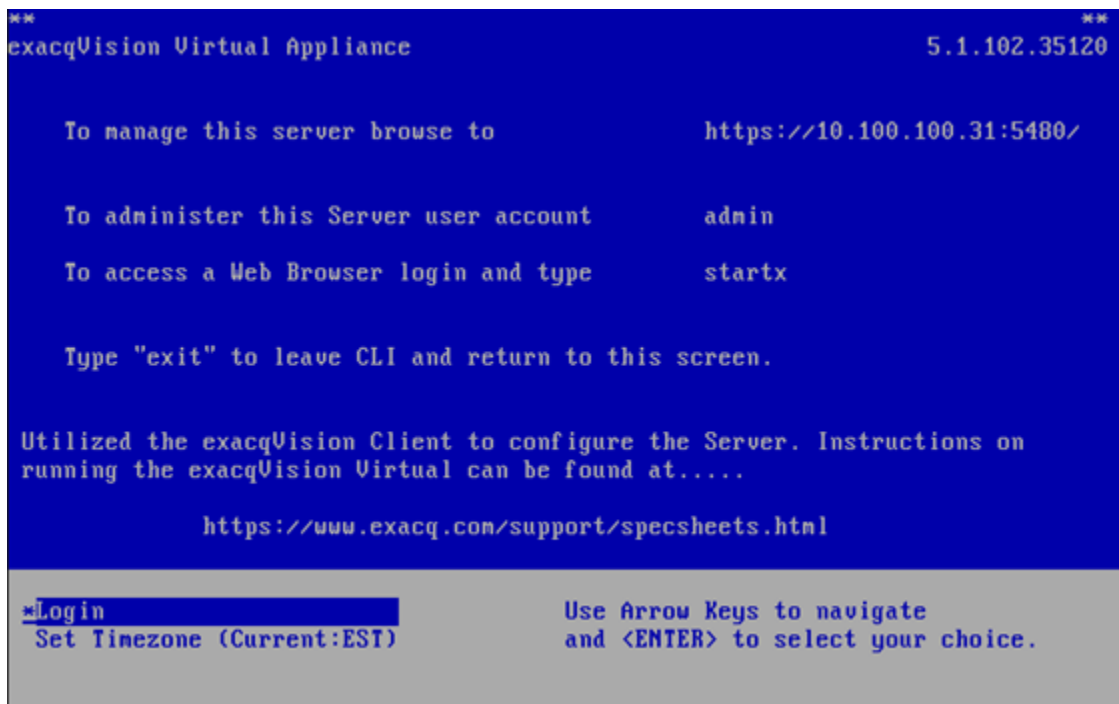 ** **
exacqVision Virtual Appliance 5.1.102.35120
To manage this server browse to https://10.100.100.31:5480/
To administer this Server user account admin
To access a Web Browser login and type startx
Type "exit" to leave CLI and return to this screen.
Utilized the exacqVision Client to configure the Server. Instructions on
running the exacqVision Virtual can be found at.....
https://www.exacq.com/support/specsheets.html
*Login Use Arrow Keys to navigate
Set Timezone (Current:EST) and <ENTER> to select your choice.